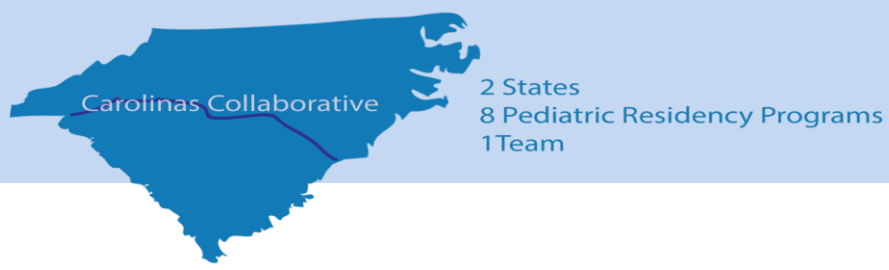 Carolinas Collaborative
2 States
8 Pediatric Residency Programs
1Team